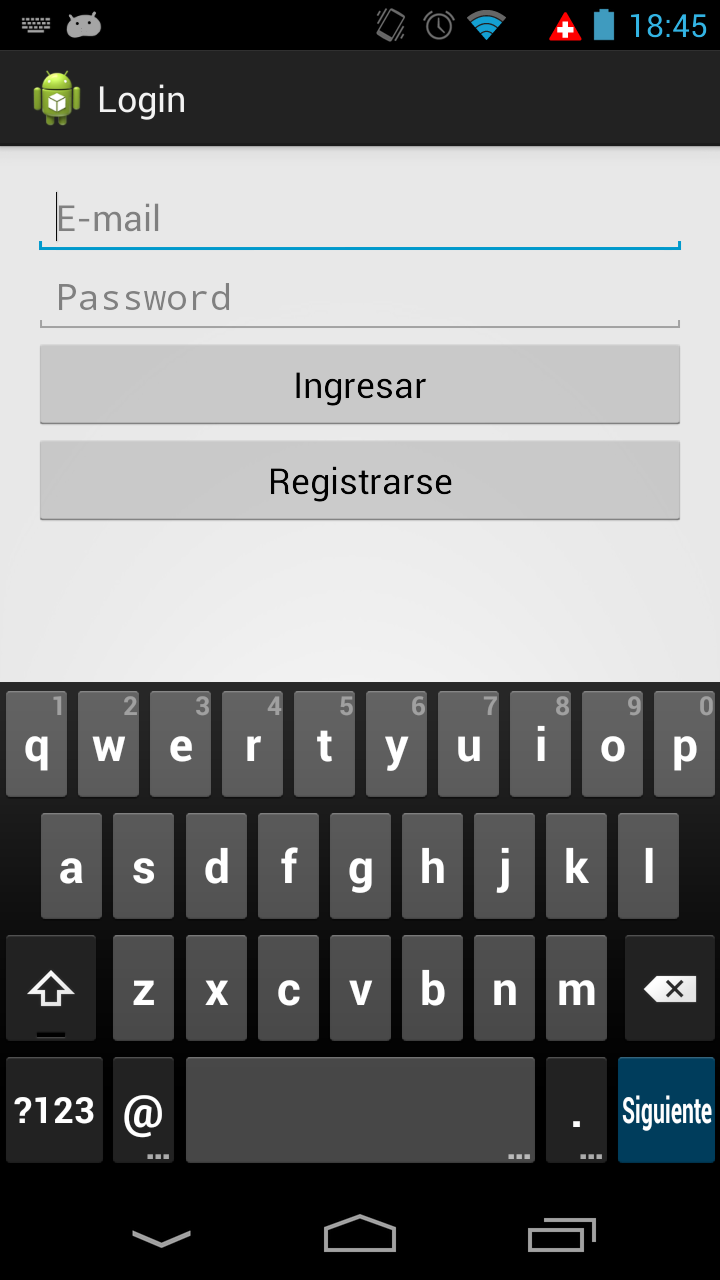 18:45
Login
E-mail
Password
Ingresar
Registrarse
1 2 3 4 5 6 7 8 9 0
q w e r t y u i o p
a s d f g h j k l
z x c v b n m
?123 @ . Siguiente